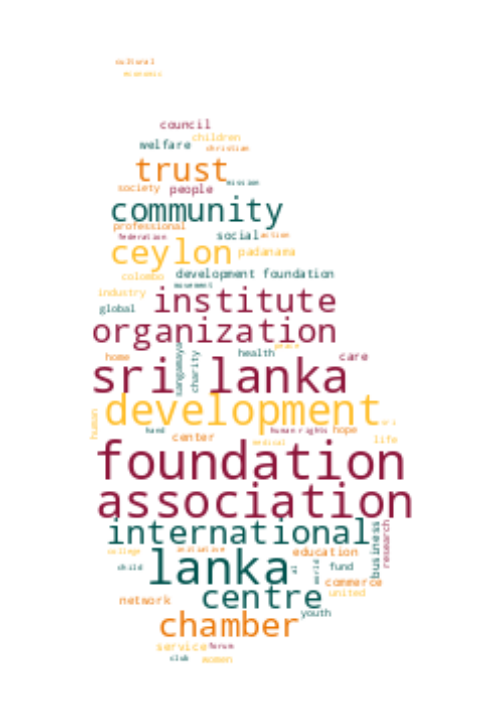 cultural
economic
council
children
welfare
christian
trust
mission
society people
community
professional
federation social action
ceylon padanama
colombo development foundation
movement
industry institute
global
organization
sangamaya
charity
health peace
home care
sri lanka
human
development
sri
hand human rights hope
center medical life
foundation
association
international
business
research
college initiative education
child lanka al world fund
commerce
network centre united
youth
chamber
service forum
club women